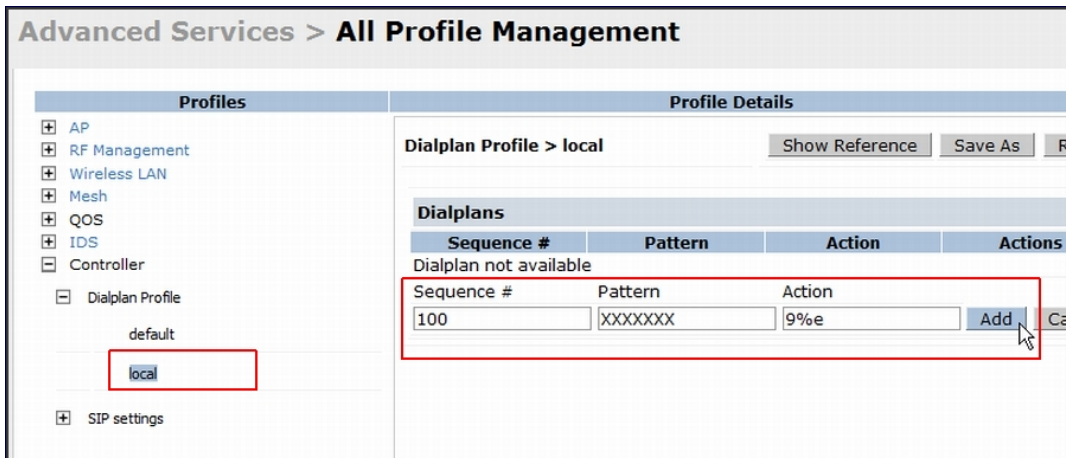 Advanced Services > All Profile Management
Profiles
AP
RF Management
Wireless LAN
Mesh
QOS
IDS
Controller
Dialplan Profile
default
local
SIP settings
Profile Details
Dialplan Profile > local Show Reference Save As R
Dialplans
Sequence # Pattern Action Actions
Dialplan not available
Sequence # Pattern Action
100 XXXXXXX 9%e Add Ca